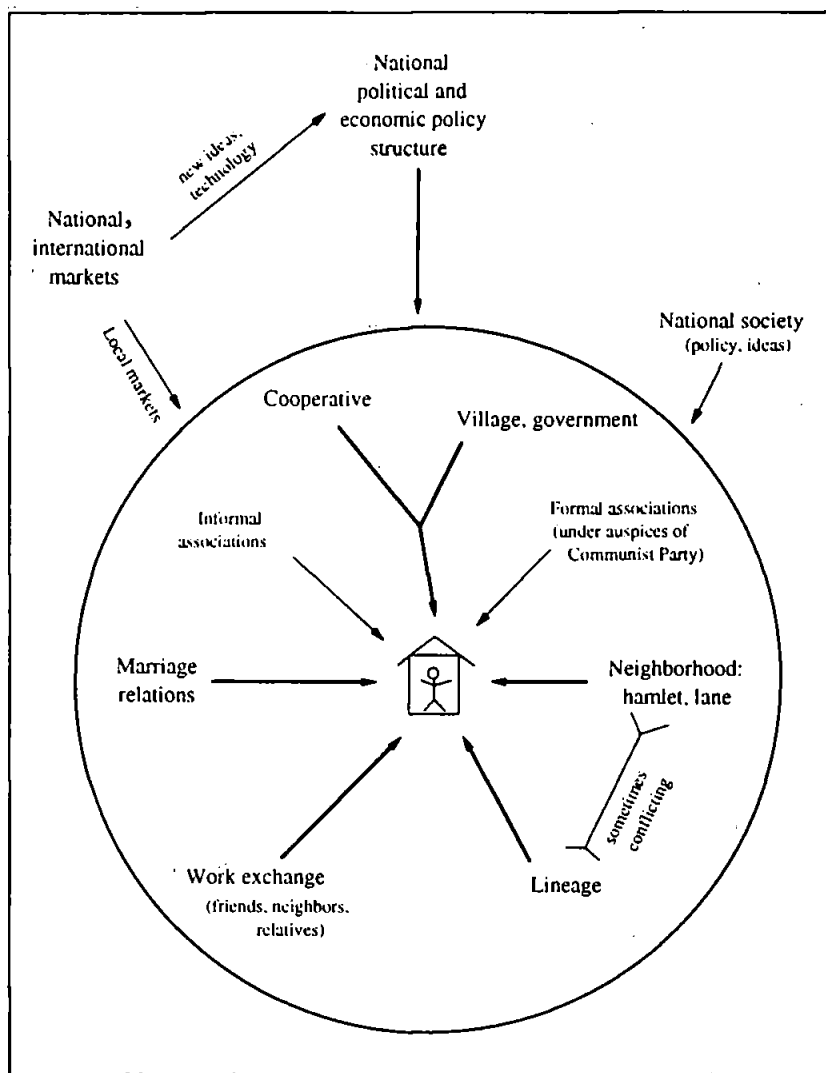 National
political and
economic policy
structure
new ideas,
technology
National,
international
markets
Local markets
National society
(policy, ideas)
Cooperative
Village, government
Informal
associations
Formal associations
(under auspices of
Communist Party)
Marriage
relations
Neighborhood:
hamlet, lane
sometimes
conflicting
Work exchange
(friends, neighbors,
relatives)
Lineage